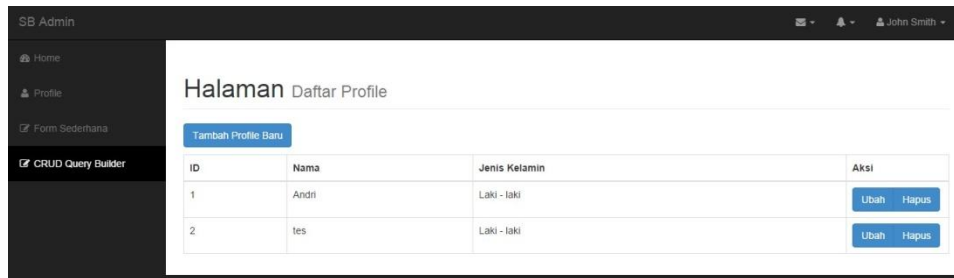 SB Admin
John Smith
Home
Profile
Form Sederhana
CRUD Query Builder
Halaman Daftar Profile
Tambah Profile Baru
ID Nama Jenis Kelamin Aksi
1 Andri Laki - laki Ubah Hapus
2 tes Laki - laki Ubah Hapus